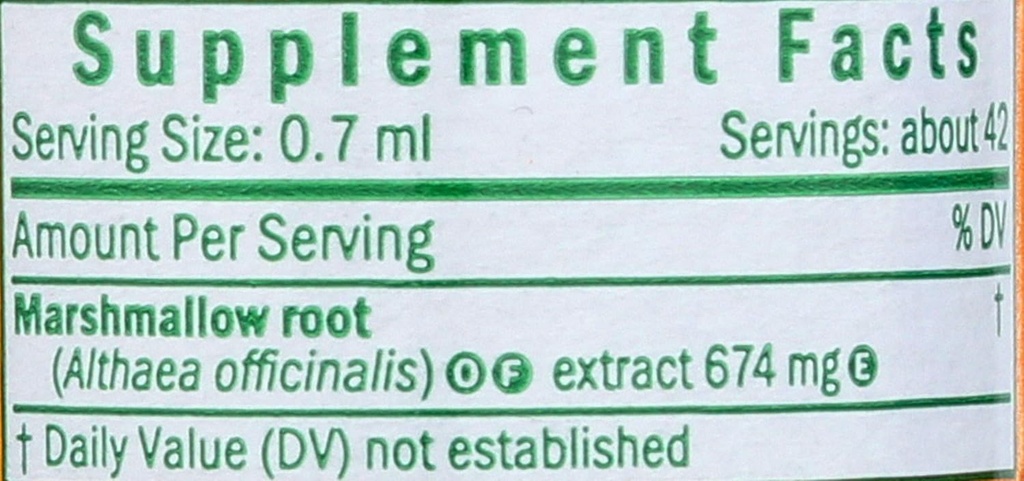 Supplement Facts
Serving Size: 0.7 ml Servings: about 42
Amount Per Serving % DV
Marshmallow root †
(Althaea officinalis) Ⓞ Ⓕ extract 674 mg Ⓔ
† Daily Value (DV) not established